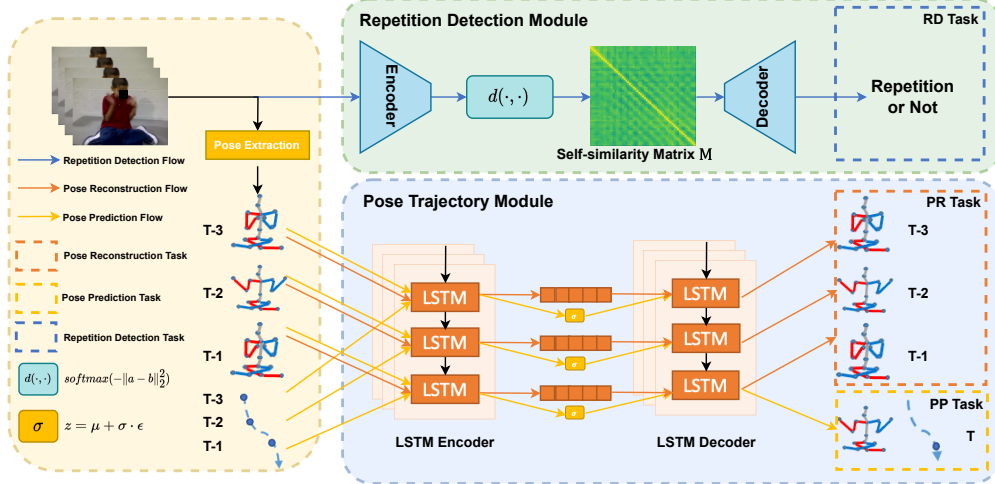 Repetition Detection Module
RD Task
Encoder
d(·,·)
Decoder
Repetition
or Not
Self-similarity Matrix M
Pose Extraction
Repetition Detection Flow
Pose Reconstruction Flow
Pose Prediction Flow
Pose Reconstruction Task
Pose Prediction Task
Repetition Detection Task
d(·,·) softmax(−‖a − b‖₂²)
σ z = μ + σ · ϵ
T-3
T-2
T-1
T-3
T-2
T-1
Pose Trajectory Module
LSTM
LSTM
LSTM
LSTM Encoder
σ
σ
σ
LSTM
LSTM
LSTM
LSTM Decoder
PR Task
T-3
T-2
T-1
PP Task
T